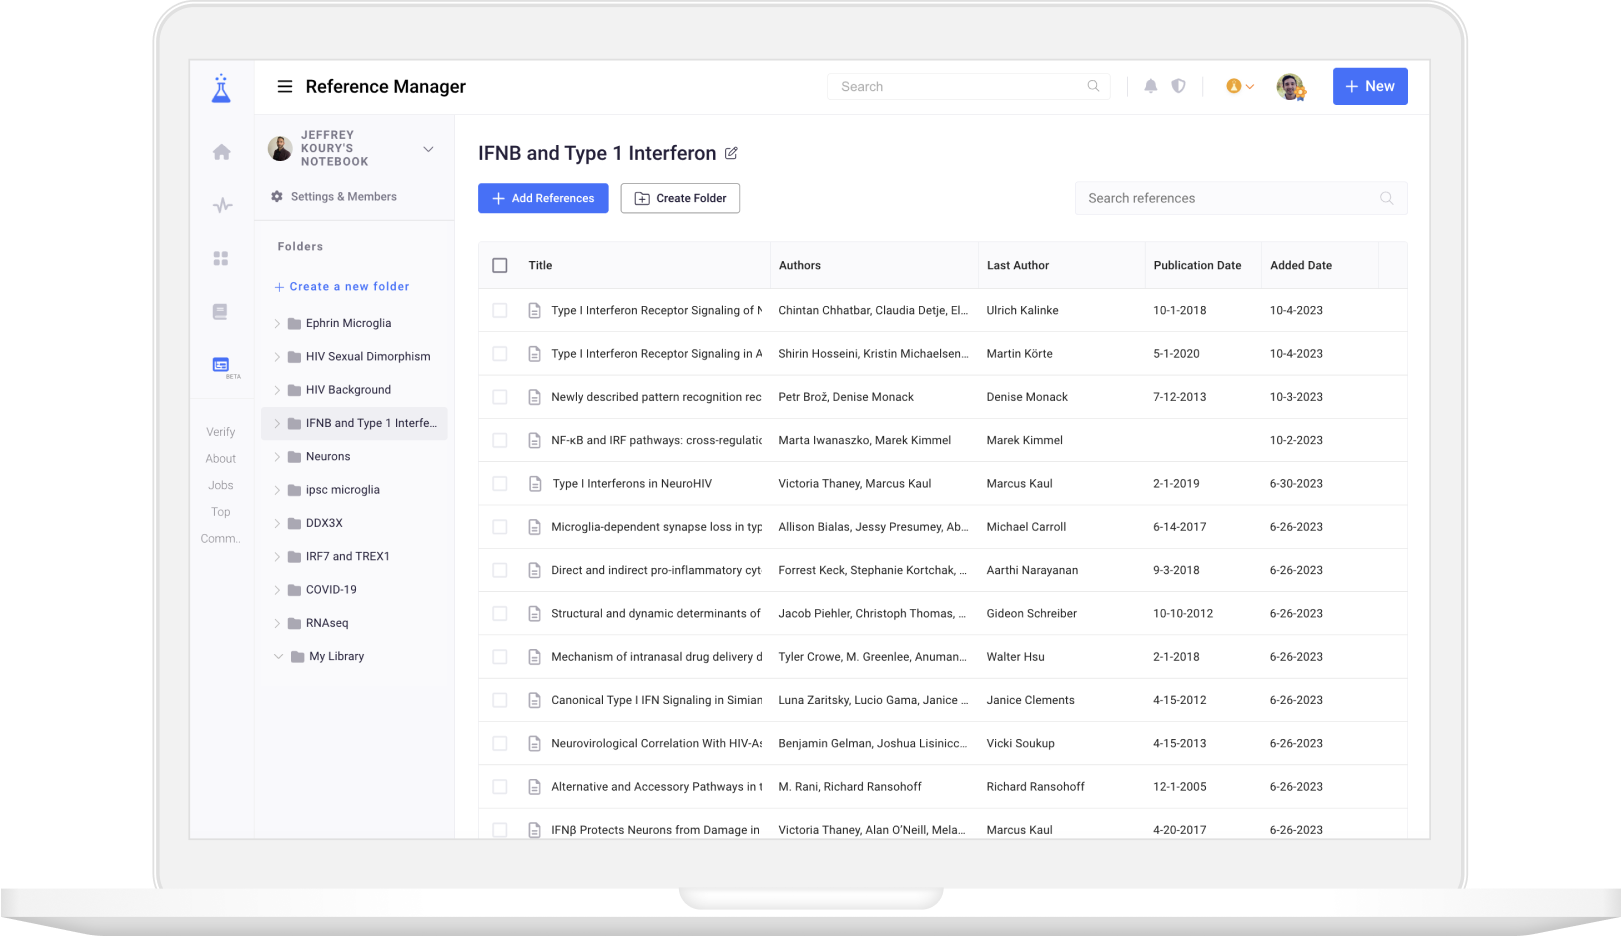 Reference Manager
Search
+ New
JEFFREY
KOURY'S
NOTEBOOK
Settings & Members
Folders
+ Create a new folder
Ephrin Microglia
HIV Sexual Dimorphism
HIV Background
IFNB and Type 1 Interfe...
Neurons
ipsc microglia
DDX3X
IRF7 and TREX1
COVID-19
RNAseq
My Library
BETA
Verify
About
Jobs
Top
Comm..
IFNB and Type 1 Interferon
+ Add References
Create Folder
Search references
Title Authors Last Author Publication Date Added Date
Type I Interferon Receptor Signaling of Chintan Chhatbar, Claudia Detje, El... Ulrich Kalinke 10-1-2018 10-4-2023
Type I Interferon Receptor Signaling in A Shirin Hosseini, Kristin Michaelsen... Martin Körte 5-1-2020 10-4-2023
Newly described pattern recognition rec Petr Brož, Denise Monack Denise Monack 7-12-2013 10-3-2023
NF-κB and IRF pathways: cross-regulatic Marta Iwanaszko, Marek Kimmel Marek Kimmel 10-2-2023
Type I Interferons in NeuroHIV Victoria Thaney, Marcus Kaul Marcus Kaul 2-1-2019 6-30-2023
Microglia-dependent synapse loss in typ Allison Bialas, Jessy Presumey, Ab... Michael Carroll 6-14-2017 6-26-2023
Direct and indirect pro-inflammatory cyt Forrest Keck, Stephanie Kortchak, ... Aarthi Narayanan 9-3-2018 6-26-2023
Structural and dynamic determinants of Jacob Piehler, Christoph Thomas, ... Gideon Schreiber 10-10-2012 6-26-2023
Mechanism of intranasal drug delivery d Tyler Crowe, M. Greenlee, Anuman... Walter Hsu 2-1-2018 6-26-2023
Canonical Type I IFN Signaling in Simian Luna Zaritsky, Lucio Gama, Janice ... Janice Clements 4-15-2012 6-26-2023
Neurovirological Correlation With HIV-As Benjamin Gelman, Joshua Lisinicc... Vicki Soukup 4-15-2013 6-26-2023
Alternative and Accessory Pathways in t M. Rani, Richard Ransohoff Richard Ransohoff 12-1-2005 6-26-2023
IFNβ Protects Neurons from Damage in Victoria Thaney, Alan O'Neill, Mela... Marcus Kaul 4-20-2017 6-26-2023